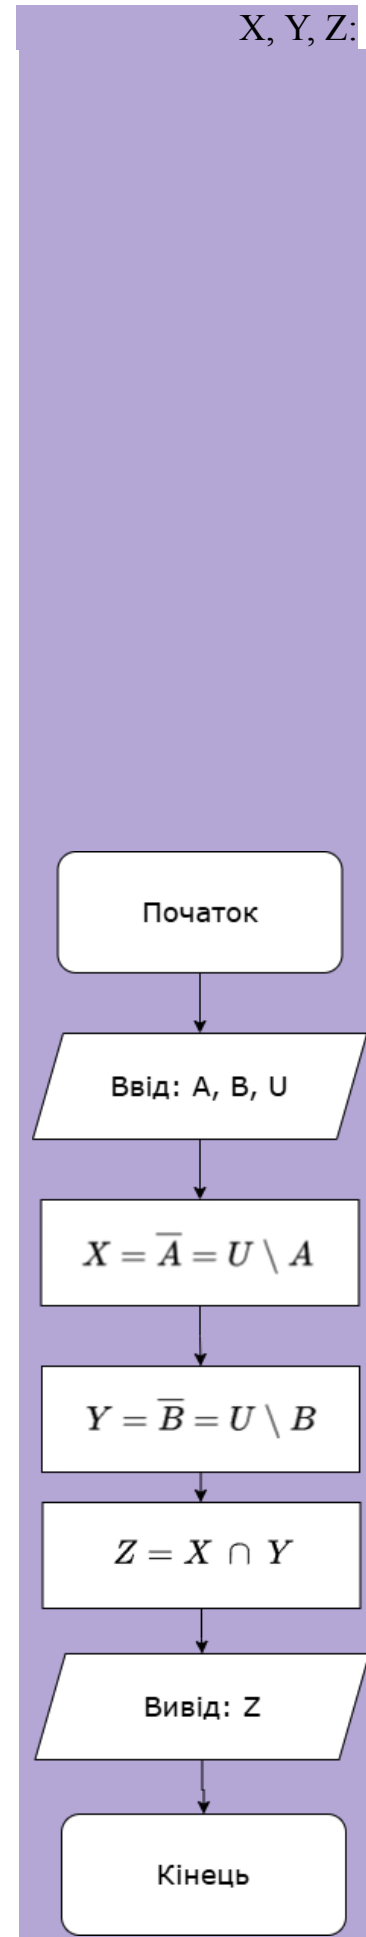 X, Y, Z:
Початок
Ввід: A, B, U
X = A̅ = U \ A
Y = B̅ = U \ B
Z = X ∩ Y
Вивід: Z
Кінець